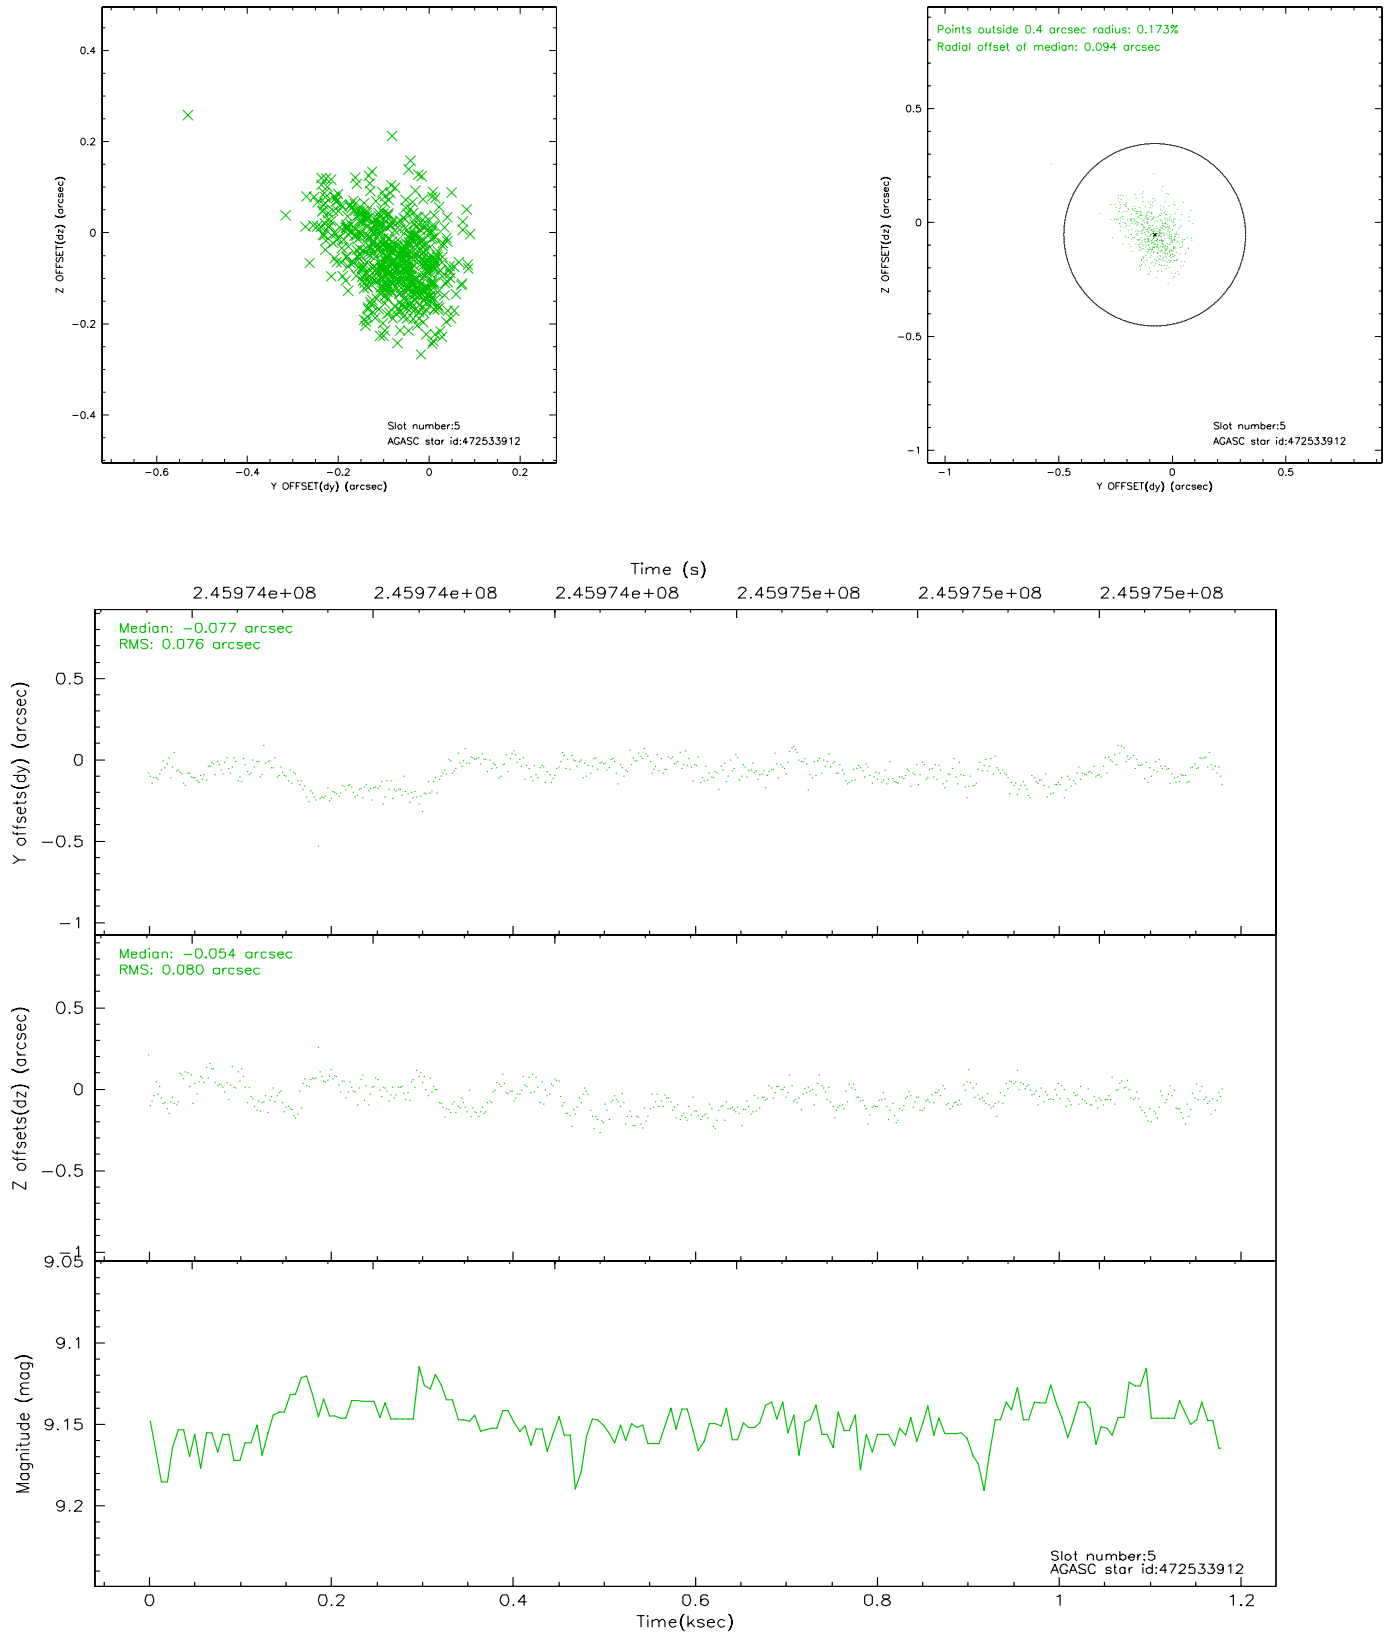 0.4
0.2
0
−0.2
−0.4
Z OFFSET(dz) (arcsec)
Slot number:5
AGASC star id:472533912
−0.6 −0.4 −0.2 0 0.2
Y OFFSET(dy) (arcsec)
Points outside 0.4 arcsec radius: 0.173%
Radial offset of median: 0.094 arcsec
0.5
0
−0.5
−1
Z OFFSET(dz) (arcsec)
Slot number:5
AGASC star id:472533912
−1 −0.5 0 0.5
Y OFFSET(dy) (arcsec)
Time (s)
2.45974e+08 2.45974e+08 2.45974e+08 2.45975e+08 2.45975e+08 2.45975e+08
Median: −0.077 arcsec
RMS: 0.076 arcsec
0.5
0
−0.5
−1
Y offsets(dy) (arcsec)
Median: −0.054 arcsec
RMS: 0.080 arcsec
0.5
0
−0.5
−1
Z offsets(dz) (arcsec)
9.05
9.1
9.15
9.2
Magnitude (mag)
Slot number:5
AGASC star id:472533912
0 0.2 0.4 0.6 0.8 1 1.2
Time(ksec)